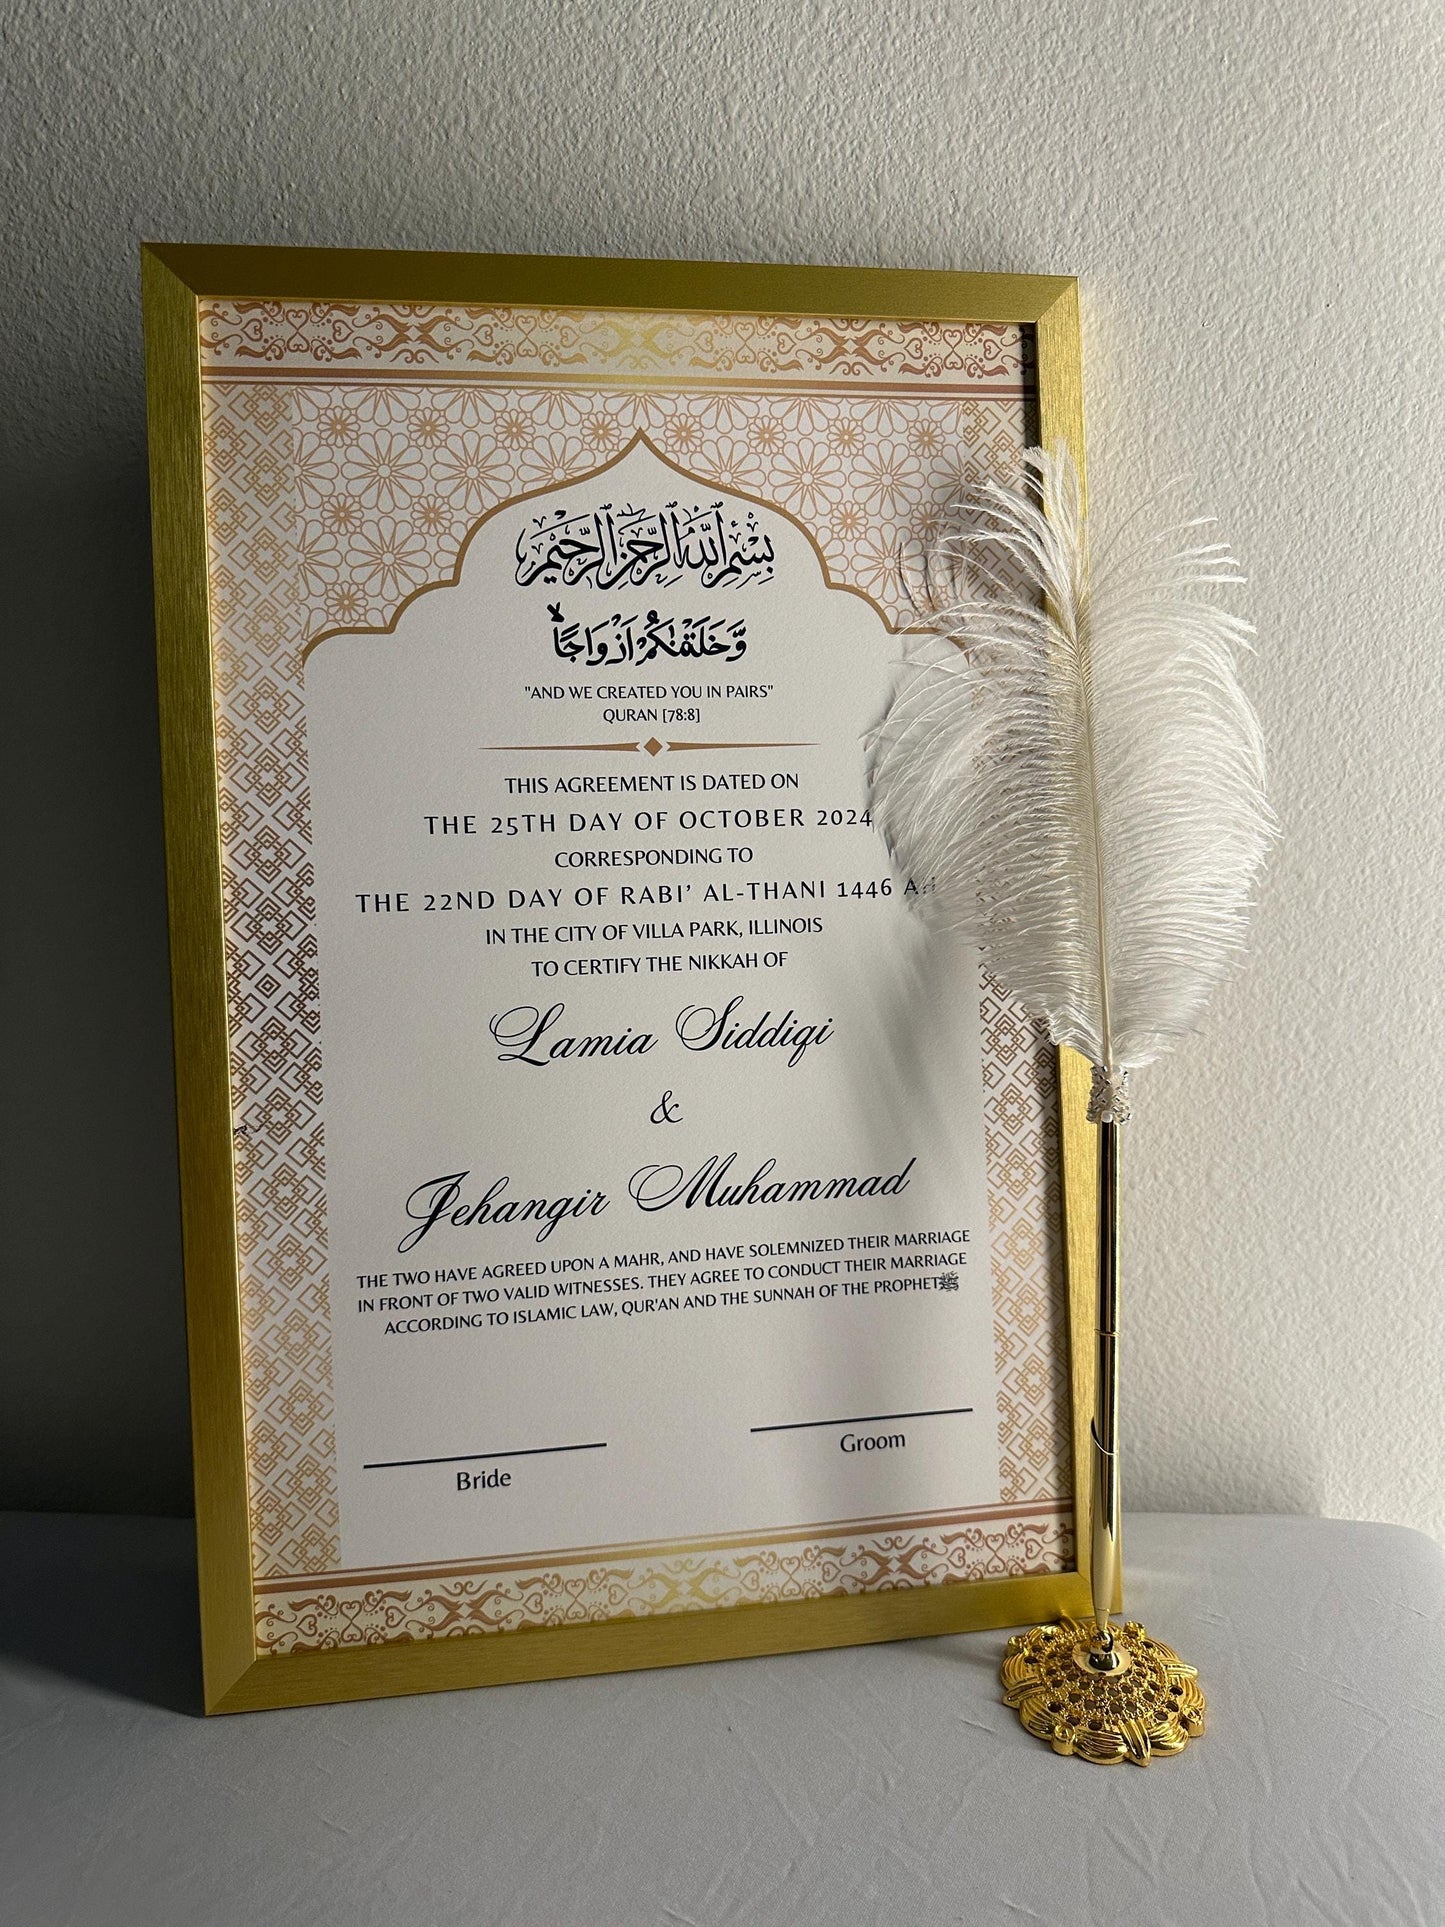 بِسْمِ اللَّهِ الرَّحْمَٰنِ الرَّحِيمِ
وَّخَلَقْنٰكُمْ اَزْوَاجًاۙ
"AND WE CREATED YOU IN PAIRS"
QURAN [78:8]
THIS AGREEMENT IS DATED ON
THE 25TH DAY OF OCTOBER 2024
CORRESPONDING TO
THE 22ND DAY OF RABI’ AL-THANI 1446 AH
IN THE CITY OF VILLA PARK, ILLINOIS
TO CERTIFY THE NIKKAH OF
Lamia Siddiqi
&
Jehangir Muhammad
THE TWO HAVE AGREED UPON A MAHR, AND HAVE SOLEMNIZED THEIR MARRIAGE
IN FRONT OF TWO VALID WITNESSES. THEY AGREE TO CONDUCT THEIR MARRIAGE
ACCORDING TO ISLAMIC LAW, QUR'AN AND THE SUNNAH OF THE PROPHETﷺ
Bride
Groom